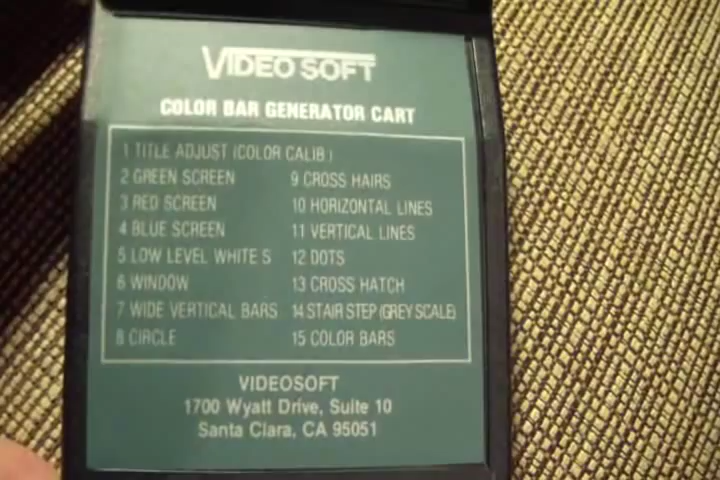 VIDEO SOFT
COLOR BAR GENERATOR CART
1 TITLE ADJUST (COLOR CALIB.)
2 GREEN SCREEN
3 RED SCREEN
4 BLUE SCREEN
5 LOW LEVEL WHITE S
6 WINDOW
7 WIDE VERTICAL BARS
8 CIRCLE
9 CROSS HAIRS
10 HORIZONTAL LINES
11 VERTICAL LINES
12 DOTS
13 CROSS HATCH
14 STAIR STEP (GREY SCALE)
15 COLOR BARS
VIDEOSOFT
1700 Wyatt Drive, Suite 10
Santa Clara, CA 95051